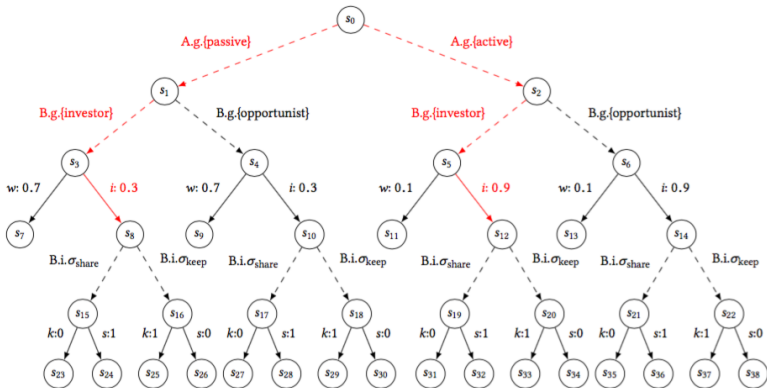 s0
A.g.{passive} A.g.{active}
s1 s2
B.g.{investor} B.g.{opportunist} B.g.{investor} B.g.{opportunist}
s3 s4 s5 s6
w: 0.7 i: 0.3 w: 0.7 i: 0.3 w: 0.1 i: 0.9 w: 0.1 i: 0.9
s7 s8 s9 s10 s11 s12 s13 s14
B.i.σshare B.i.σkeep B.i.σshare B.i.σkeep B.i.σshare B.i.σkeep B.i.σshare B.i.σkeep
s15 s16 s17 s18 s19 s20 s21 s22
k:0 s:1 k:1 s:0 k:0 s:1 k:1 s:0 k:0 s:1 k:1 s:0 k:0 s:1 k:1 s:0
s23 s24 s25 s26 s27 s28 s29 s30 s31 s32 s33 s34 s35 s36 s37 s38